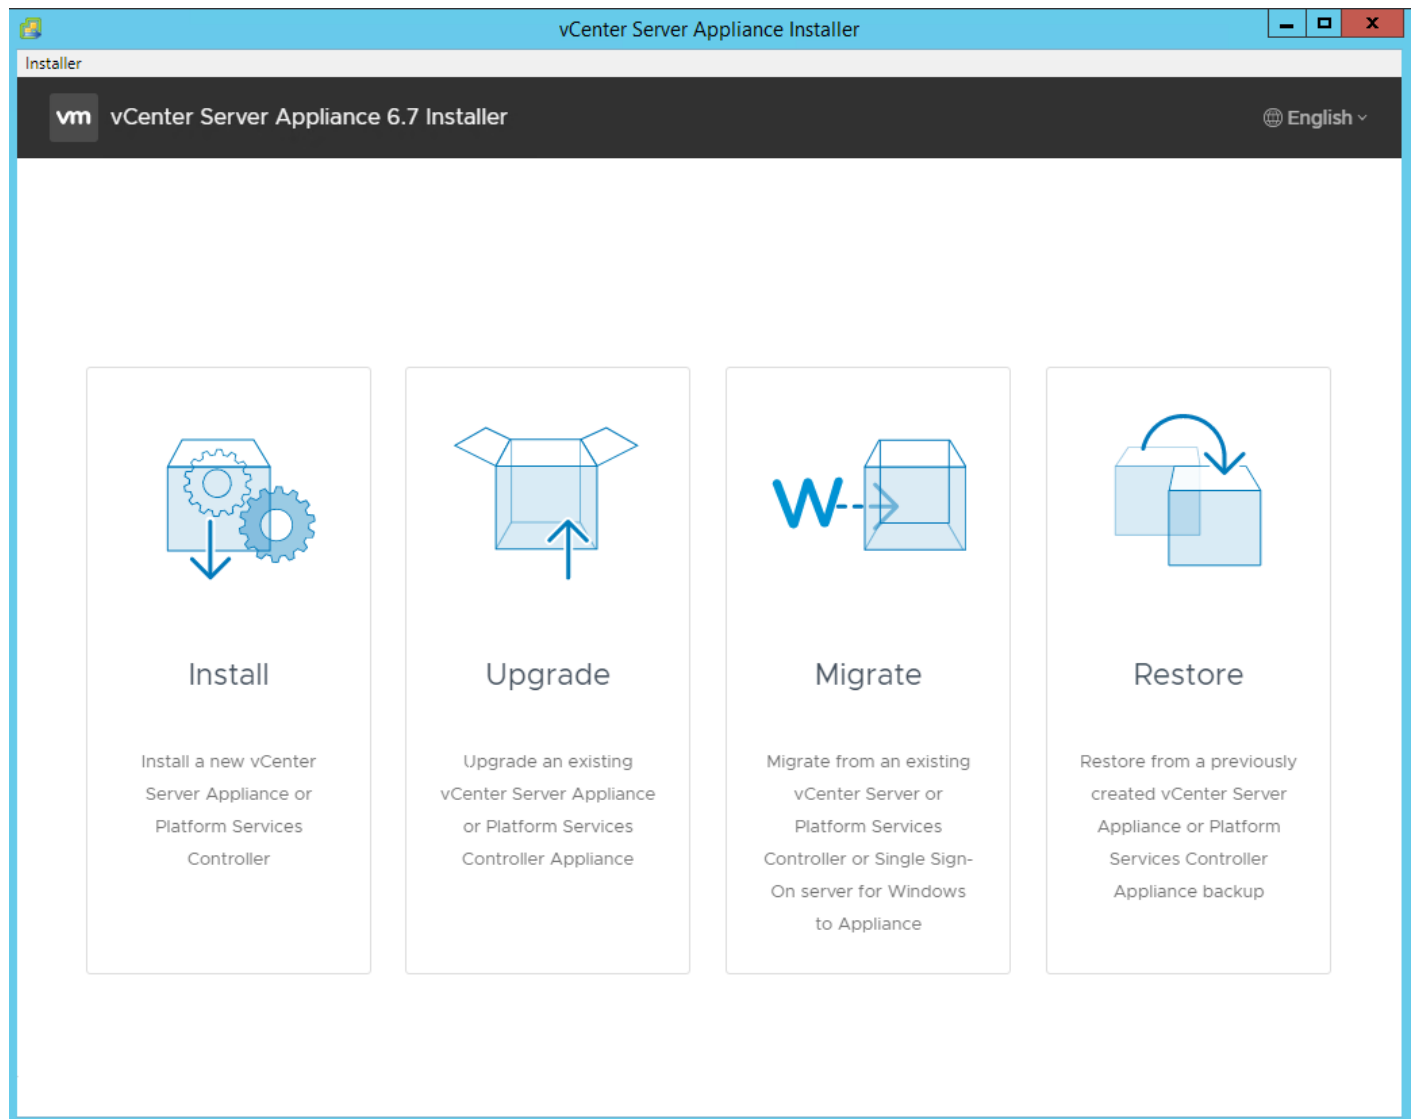 vCenter Server Appliance Installer
Installer
vm vCenter Server Appliance 6.7 Installer
English
Install
Install a new vCenter
Server Appliance or
Platform Services
Controller
Upgrade
Upgrade an existing
vCenter Server Appliance
or Platform Services
Controller Appliance
W
Migrate
Migrate from an existing
vCenter Server or
Platform Services
Controller or Single Sign-
On server for Windows
to Appliance
Restore
Restore from a previously
created vCenter Server
Appliance or Platform
Services Controller
Appliance backup